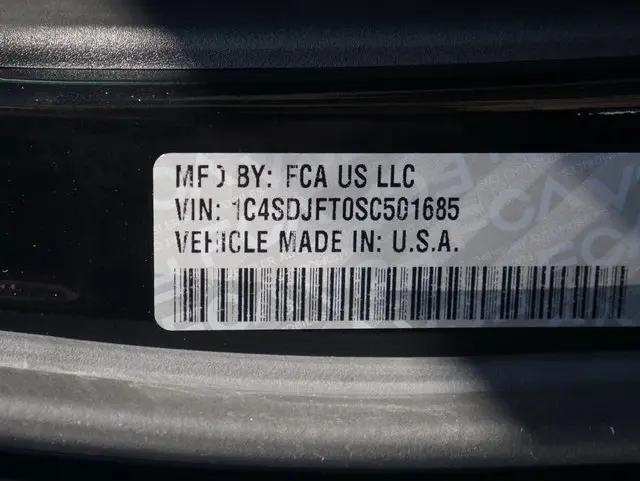 MFD BY: FCA US LLC
VIN: 1C4SDJFT0SC501685
VEHICLE MADE IN: U.S.A.